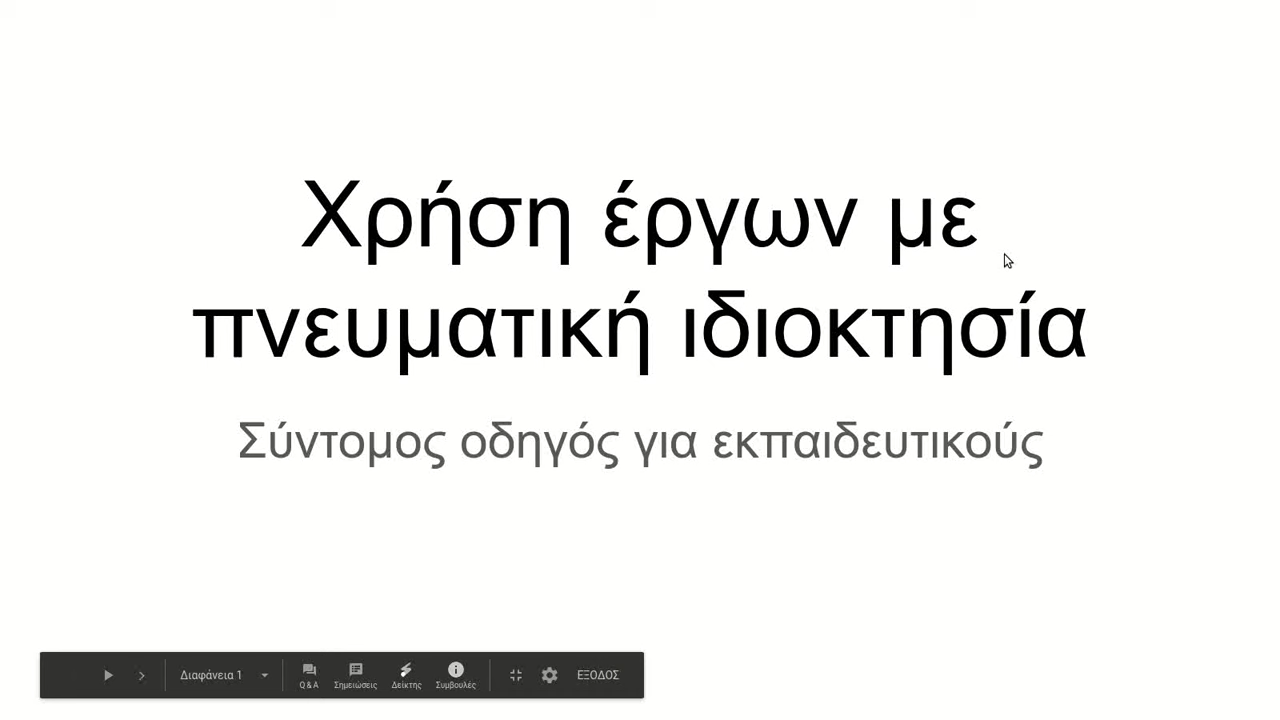 Χρήση έργων με
πνευματική ιδιοκτησία
Σύντομος οδηγός για εκπαιδευτικούς
Διαφάνεια 1
Q & A
Σημειώσεις
Δείκτης
Συμβουλές
ΕΞΟΔΟΣ